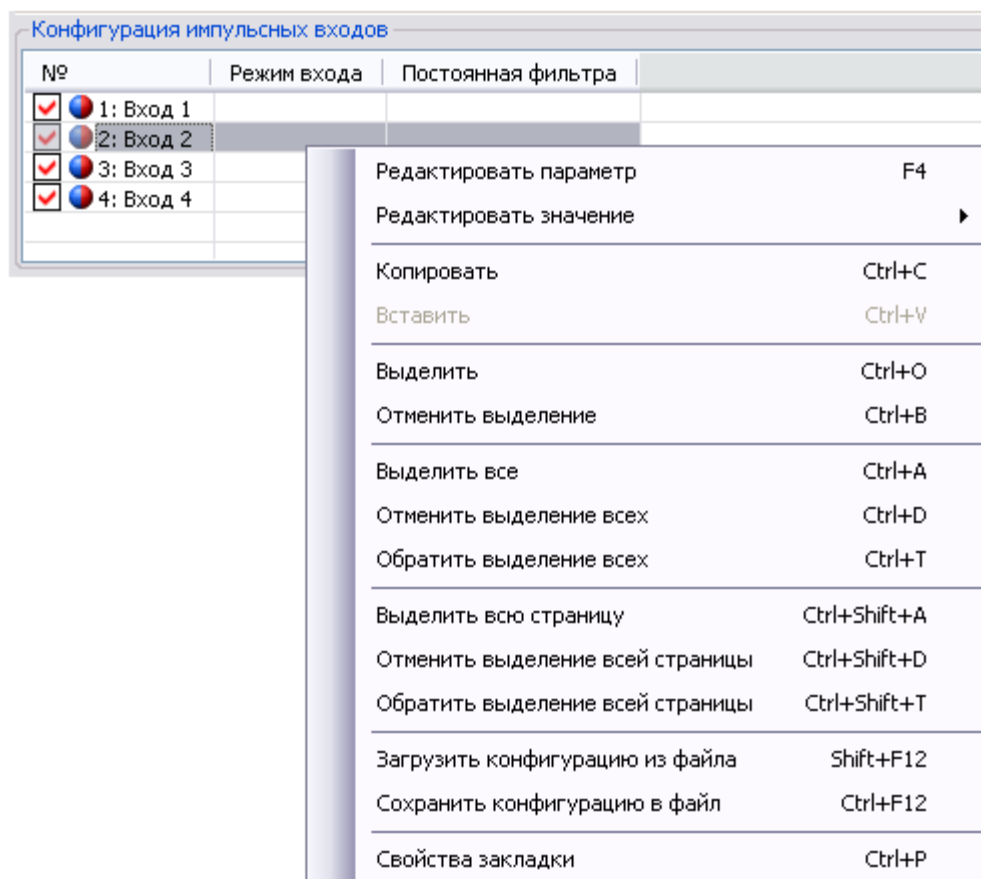 Конфигурация импульсных входов
№ Режим входа Постоянная фильтра
1: Вход 1
2: Вход 2
3: Вход 3
4: Вход 4
Редактировать параметр F4
Редактировать значение
Копировать Ctrl+C
Вставить Ctrl+V
Выделить Ctrl+O
Отменить выделение Ctrl+B
Выделить все Ctrl+A
Отменить выделение всех Ctrl+D
Обратить выделение всех Ctrl+T
Выделить всю страницу Ctrl+Shift+A
Отменить выделение всей страницы Ctrl+Shift+D
Обратить выделение всей страницы Ctrl+Shift+T
Загрузить конфигурацию из файла Shift+F12
Сохранить конфигурацию в файл Ctrl+F12
Свойства закладки Ctrl+P